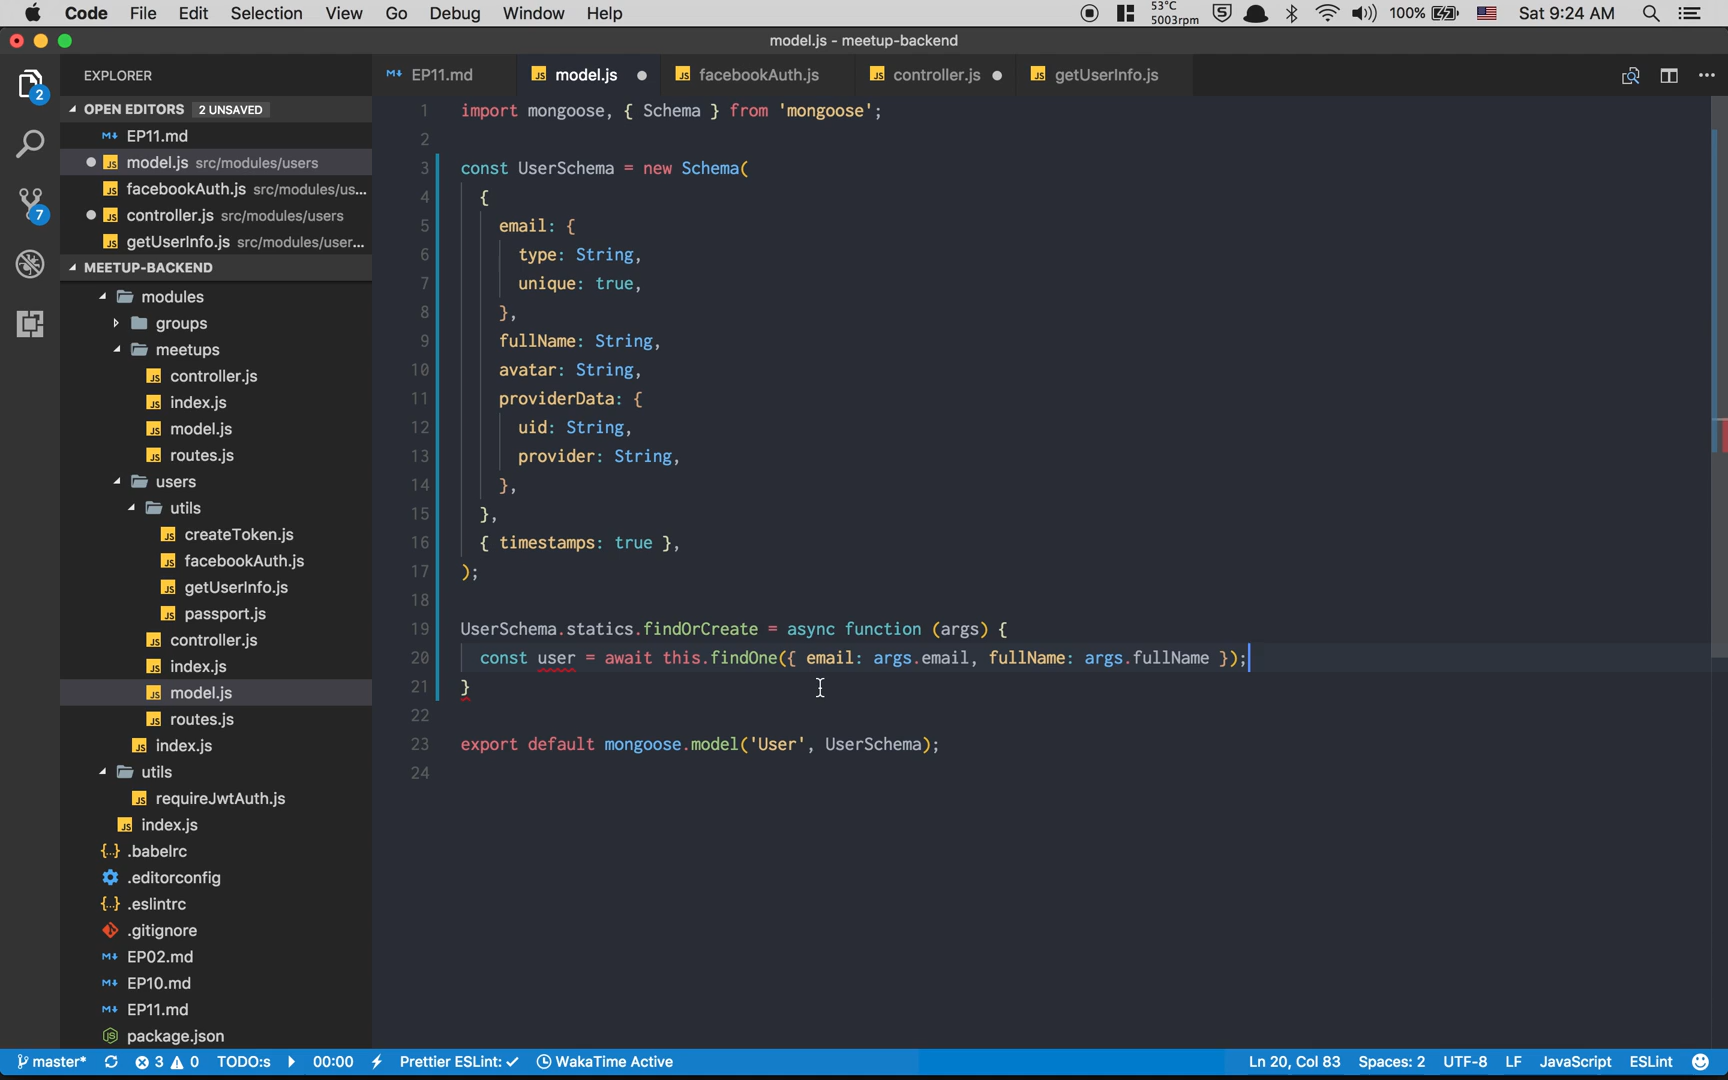 Code File Edit Selection View Go Debug Window Help 53°C 5003rpm 100% Sat 9:24 AM
model.js - meetup-backend
EXPLORER
EP11.md model.js facebookAuth.js controller.js getUserInfo.js
OPEN EDITORS 2 UNSAVED
EP11.md
model.js src/modules/users
facebookAuth.js src/modules/us...
controller.js src/modules/users
getUserInfo.js src/modules/user...
2
7
MEETUP-BACKEND
modules
groups
meetups
controller.js
index.js
model.js
routes.js
users
utils
createToken.js
facebookAuth.js
getUserInfo.js
passport.js
controller.js
index.js
model.js
routes.js
index.js
utils
requireJwtAuth.js
index.js
.babelrc
.editorconfig
.eslintrc
.gitignore
EP02.md
EP10.md
EP11.md
package.json
1 import mongoose, { Schema } from 'mongoose';
2
3 const UserSchema = new Schema(
4 {
5 email: {
6 type: String,
7 unique: true,
8 },
9 fullName: String,
10 avatar: String,
11 providerData: {
12 uid: String,
13 provider: String,
14 },
15 },
16 { timestamps: true },
17 );
18
19 UserSchema.statics.findOrCreate = async function (args) {
20 const user = await this.findOne({ email: args.email, fullName: args.fullName });
21 }
22
23 export default mongoose.model('User', UserSchema);
24
master* 3 0 TODO:s 00:00 Prettier ESLint: ✓ WakaTime Active Ln 20, Col 83 Spaces: 2 UTF-8 LF JavaScript ESLint